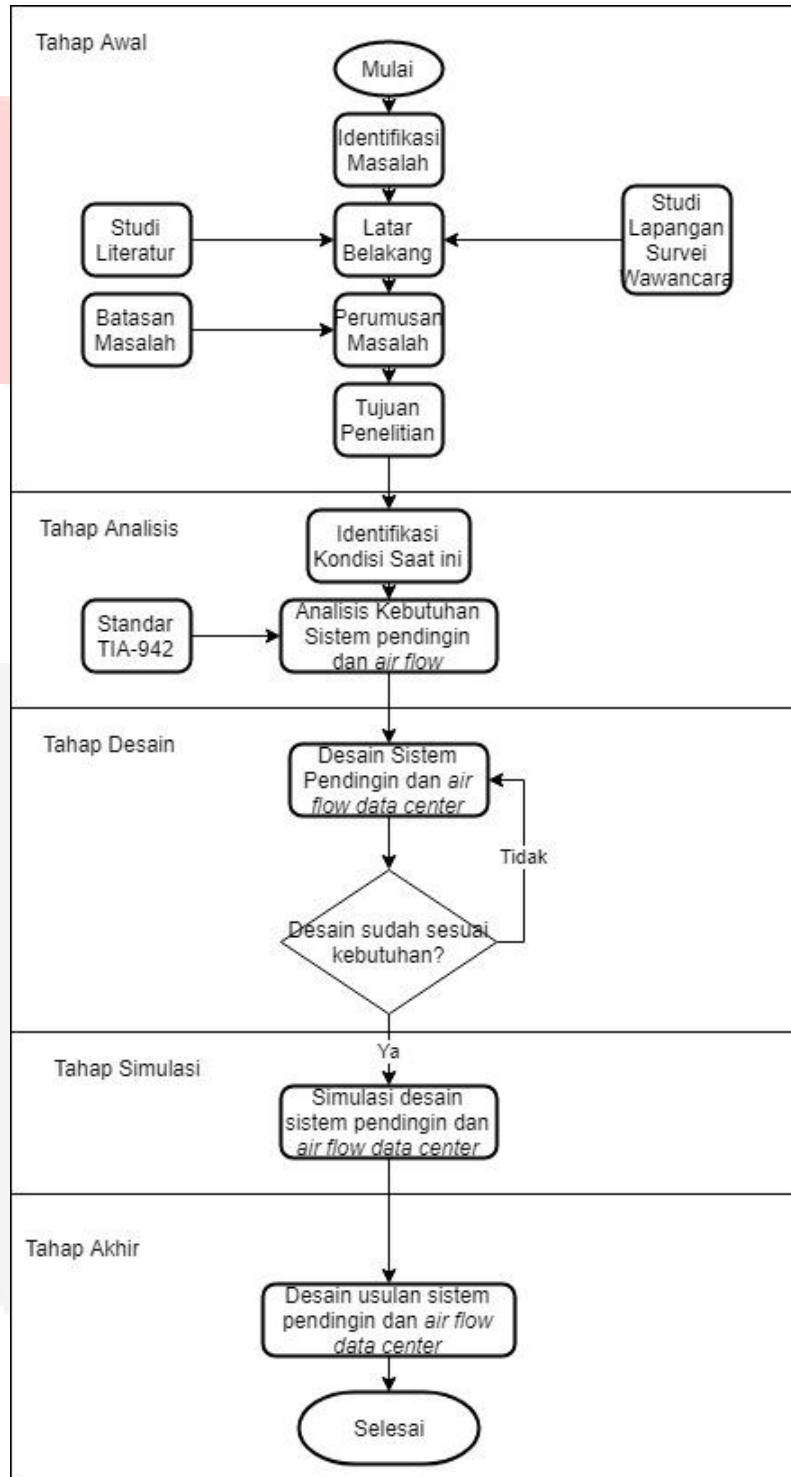 Tahap Awal
Mulai
Identifikasi
Masalah
Studi
Literatur
Latar
Belakang
Studi
Lapangan
Survei
Wawancara
Batasan
Masalah
Perumusan
Masalah
Tujuan
Penelitian
Tahap Analisis
Identifikasi
Kondisi Saat ini
Standar
TIA-942
Analisis Kebutuhan
Sistem pendingin
dan air flow
Tahap Desain
Desain Sistem
Pendingin dan air
flow data center
Tidak
Desain sudah sesuai
kebutuhan?
Ya
Tahap Simulasi
Simulasi desain
sistem pendingin dan
air flow data center
Tahap Akhir
Desain usulan sistem
pendingin dan air flow
data center
Selesai